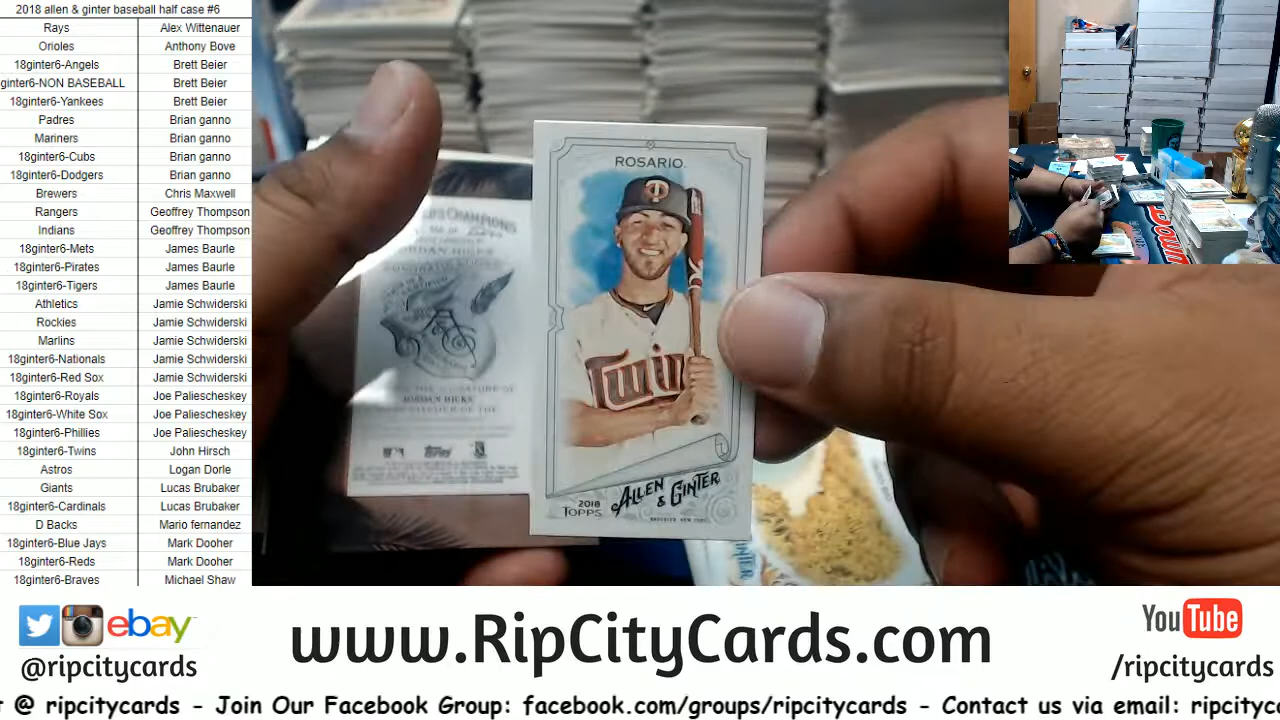 2018 allen & ginter baseball half case #6
Rays Alex Wittenauer
Orioles Anthony Bove
18ginter6-Angels Brett Beier
ginter6-NON BASEBALL Brett Beier
18ginter6-Yankees Brett Beier
Padres Brian ganno
Mariners Brian ganno
18ginter6-Cubs Brian ganno
18ginter6-Dodgers Brian ganno
Brewers Chris Maxwell
Rangers Geoffrey Thompson
Indians Geoffrey Thompson
18ginter6-Mets James Baurle
18ginter6-Pirates James Baurle
18ginter6-Tigers James Baurle
Athletics Jamie Schwiderski
Rockies Jamie Schwiderski
Marlins Jamie Schwiderski
18ginter6-Nationals Jamie Schwiderski
18ginter6-Red Sox Jamie Schwiderski
18ginter6-Royals Joe Paliescheskey
18ginter6-White Sox Joe Paliescheskey
18ginter6-Phillies Joe Paliescheskey
18ginter6-Twins John Hirsch
Astros Logan Dorle
Giants Lucas Brubaker
18ginter6-Cardinals Lucas Brubaker
D Backs Mario fernandez
18ginter6-Blue Jays Mark Dooher
18ginter6-Reds Mark Dooher
18ginter6-Braves Michael Shaw
ROSARIO
T
Twin
2018
TOPPS
ALLEN
& GINTER
THE SIGNATURE OF
JORDAN HICKS
topps
ebay
@ripcitycards
www.RipCityCards.com
YouTube
/ripcitycards
@ ripcitycards - Join Our Facebook Group: facebook.com/groups/ripcitycards - Contact us via email: ripcityc